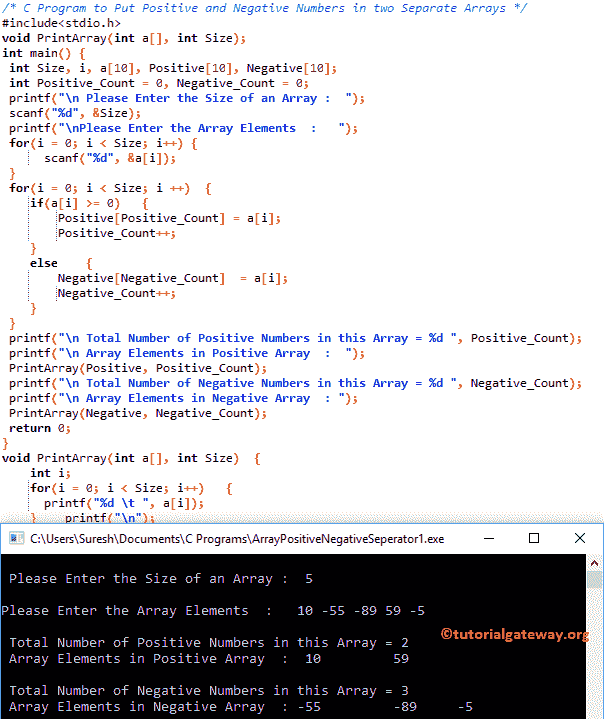 /* C Program to Put Positive and Negative Numbers in two Separate Arrays */
#include<stdio.h>
void PrintArray(int a[], int Size);
int main() {
 int Size, i, a[10], Positive[10], Negative[10];
 int Positive_Count = 0, Negative_Count = 0;
 printf("\n Please Enter the Size of an Array :  ");
 scanf("%d", &Size);
 printf("\nPlease Enter the Array Elements  :   ");
 for(i = 0; i < Size; i++) {
      scanf("%d", &a[i]);
 }
 for(i = 0; i < Size; i ++)  {
    if(a[i] >= 0)   {
        Positive[Positive_Count] = a[i];
        Positive_Count++;
    }
    else    {
        Negative[Negative_Count]  = a[i];
        Negative_Count++;
    }
 }
 printf("\n Total Number of Positive Numbers in this Array = %d ", Positive_Count);
 printf("\n Array Elements in Positive Array  :  ");
 PrintArray(Positive, Positive_Count);
 printf("\n Total Number of Negative Numbers in this Array = %d ", Negative_Count);
 printf("\n Array Elements in Negative Array  : ");
 PrintArray(Negative, Negative_Count);
 return 0;
}
void PrintArray(int a[], int Size)  {
    int i;
    for(i = 0; i < Size; i++)   {
      printf("%d \t ", a[i]);
    }    printf("\n");
C:\Users\Suresh\Documents\C Programs\ArrayPositiveNegativeSeperator1.exe
 Please Enter the Size of an Array :  5
Please Enter the Array Elements  :   10 -55 -89 59 -5
©tutorialgateway.org
 Total Number of Positive Numbers in this Array = 2
 Array Elements in Positive Array  :  10         59
 Total Number of Negative Numbers in this Array = 3
 Array Elements in Negative Array  : -55         -89     -5